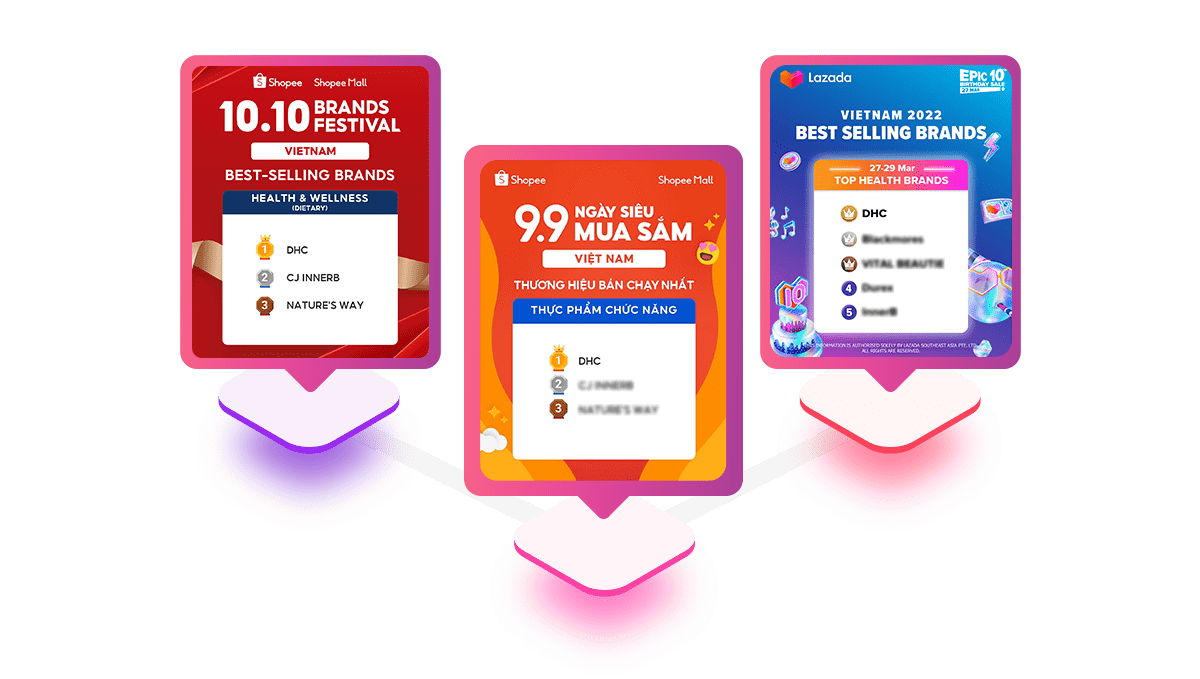 Shopee Shopee Mall
10.10 BRANDS FESTIVAL
VIETNAM
BEST-SELLING BRANDS
HEALTH & WELLNESS
(DIETARY)
1 DHC
2 CJ INNERB
3 NATURE'S WAY
Shopee Shopee Mall
9.9 NGÀY SIÊU MUA SẮM
VIỆT NAM
THƯƠNG HIỆU BÁN CHẠY NHẤT
THỰC PHẨM CHỨC NĂNG
1 DHC
2 CJ INNERB
3 NATURE'S WAY
Lazada
EPIC 10
BIRTHDAY SALE
27 MAR
VIETNAM 2022
BEST SELLING BRANDS
27-29 Mar
TOP HEALTH BRANDS
DHC
Blackmores
VITAL BEAUTIE
4 Durex
5 InnerB
10
INFORMATION IS AUTHORISED SOLELY BY LAZADA SOUTHEAST ASIA PTE. LTD.
ALL RIGHTS ARE RESERVED.